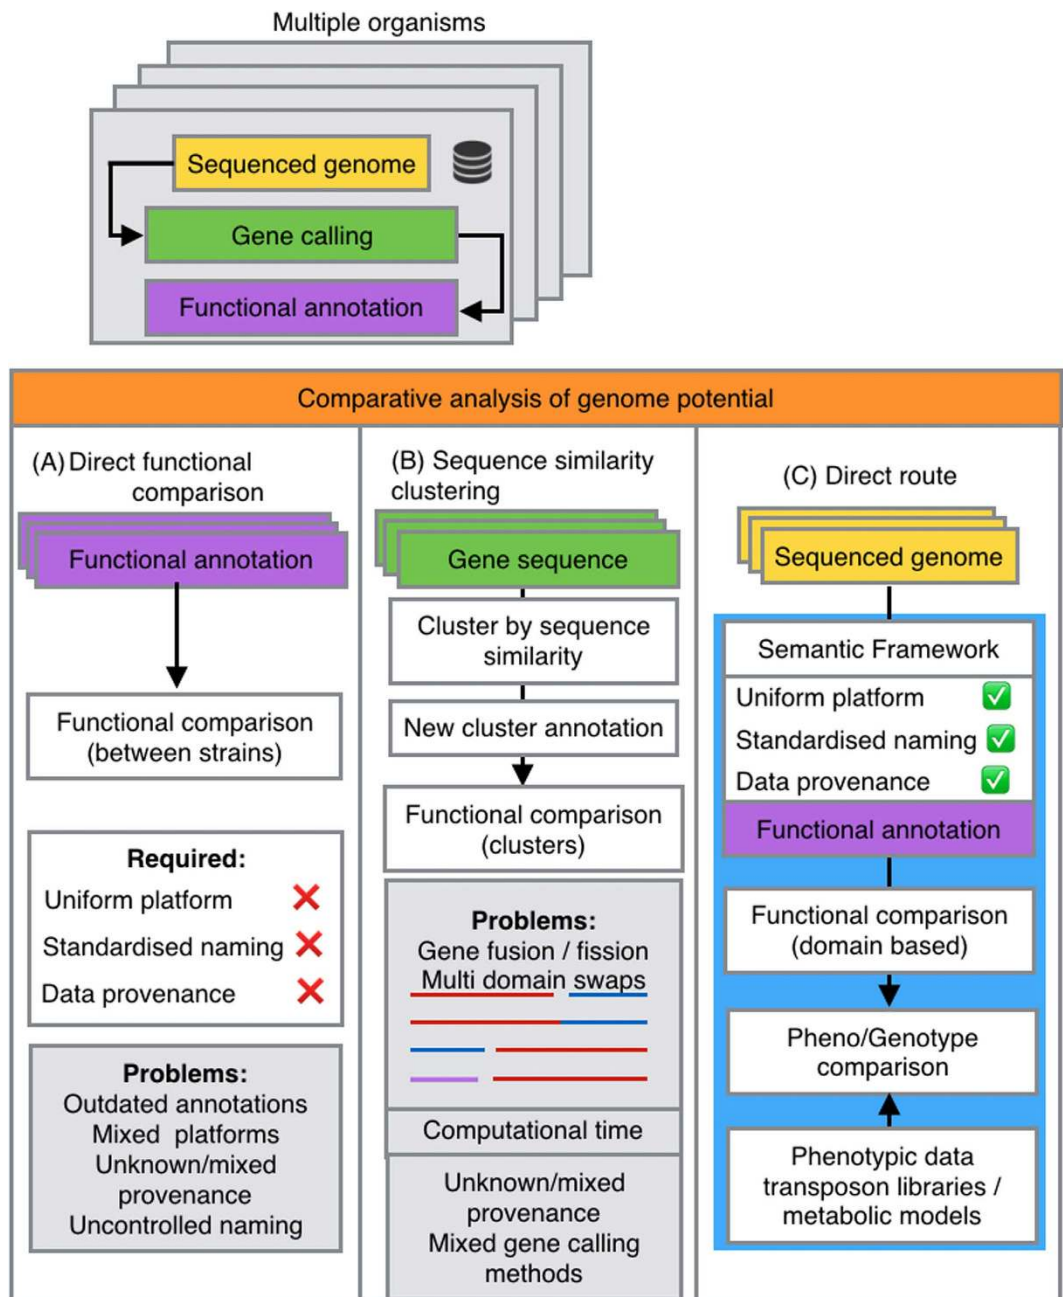 Multiple organisms
Sequenced genome
Gene calling
Functional annotation
Comparative analysis of genome potential
(A) Direct functional
comparison
Functional annotation
Functional comparison
(between strains)
Required:
Uniform platform
Standardised naming
Data provenance
Problems:
Outdated annotations
Mixed platforms
Unknown/mixed
provenance
Uncontrolled naming
(B) Sequence similarity
clustering
Gene sequence
Cluster by sequence
similarity
New cluster annotation
Functional comparison
(clusters)
Problems:
Gene fusion / fission
Multi domain swaps
Computational time
Unknown/mixed
provenance
Mixed gene calling
methods
(C) Direct route
Sequenced genome
Semantic Framework
Uniform platform
Standardised naming
Data provenance
Functional annotation
Functional comparison
(domain based)
Pheno/Genotype
comparison
Phenotypic data
transposon libraries /
metabolic models